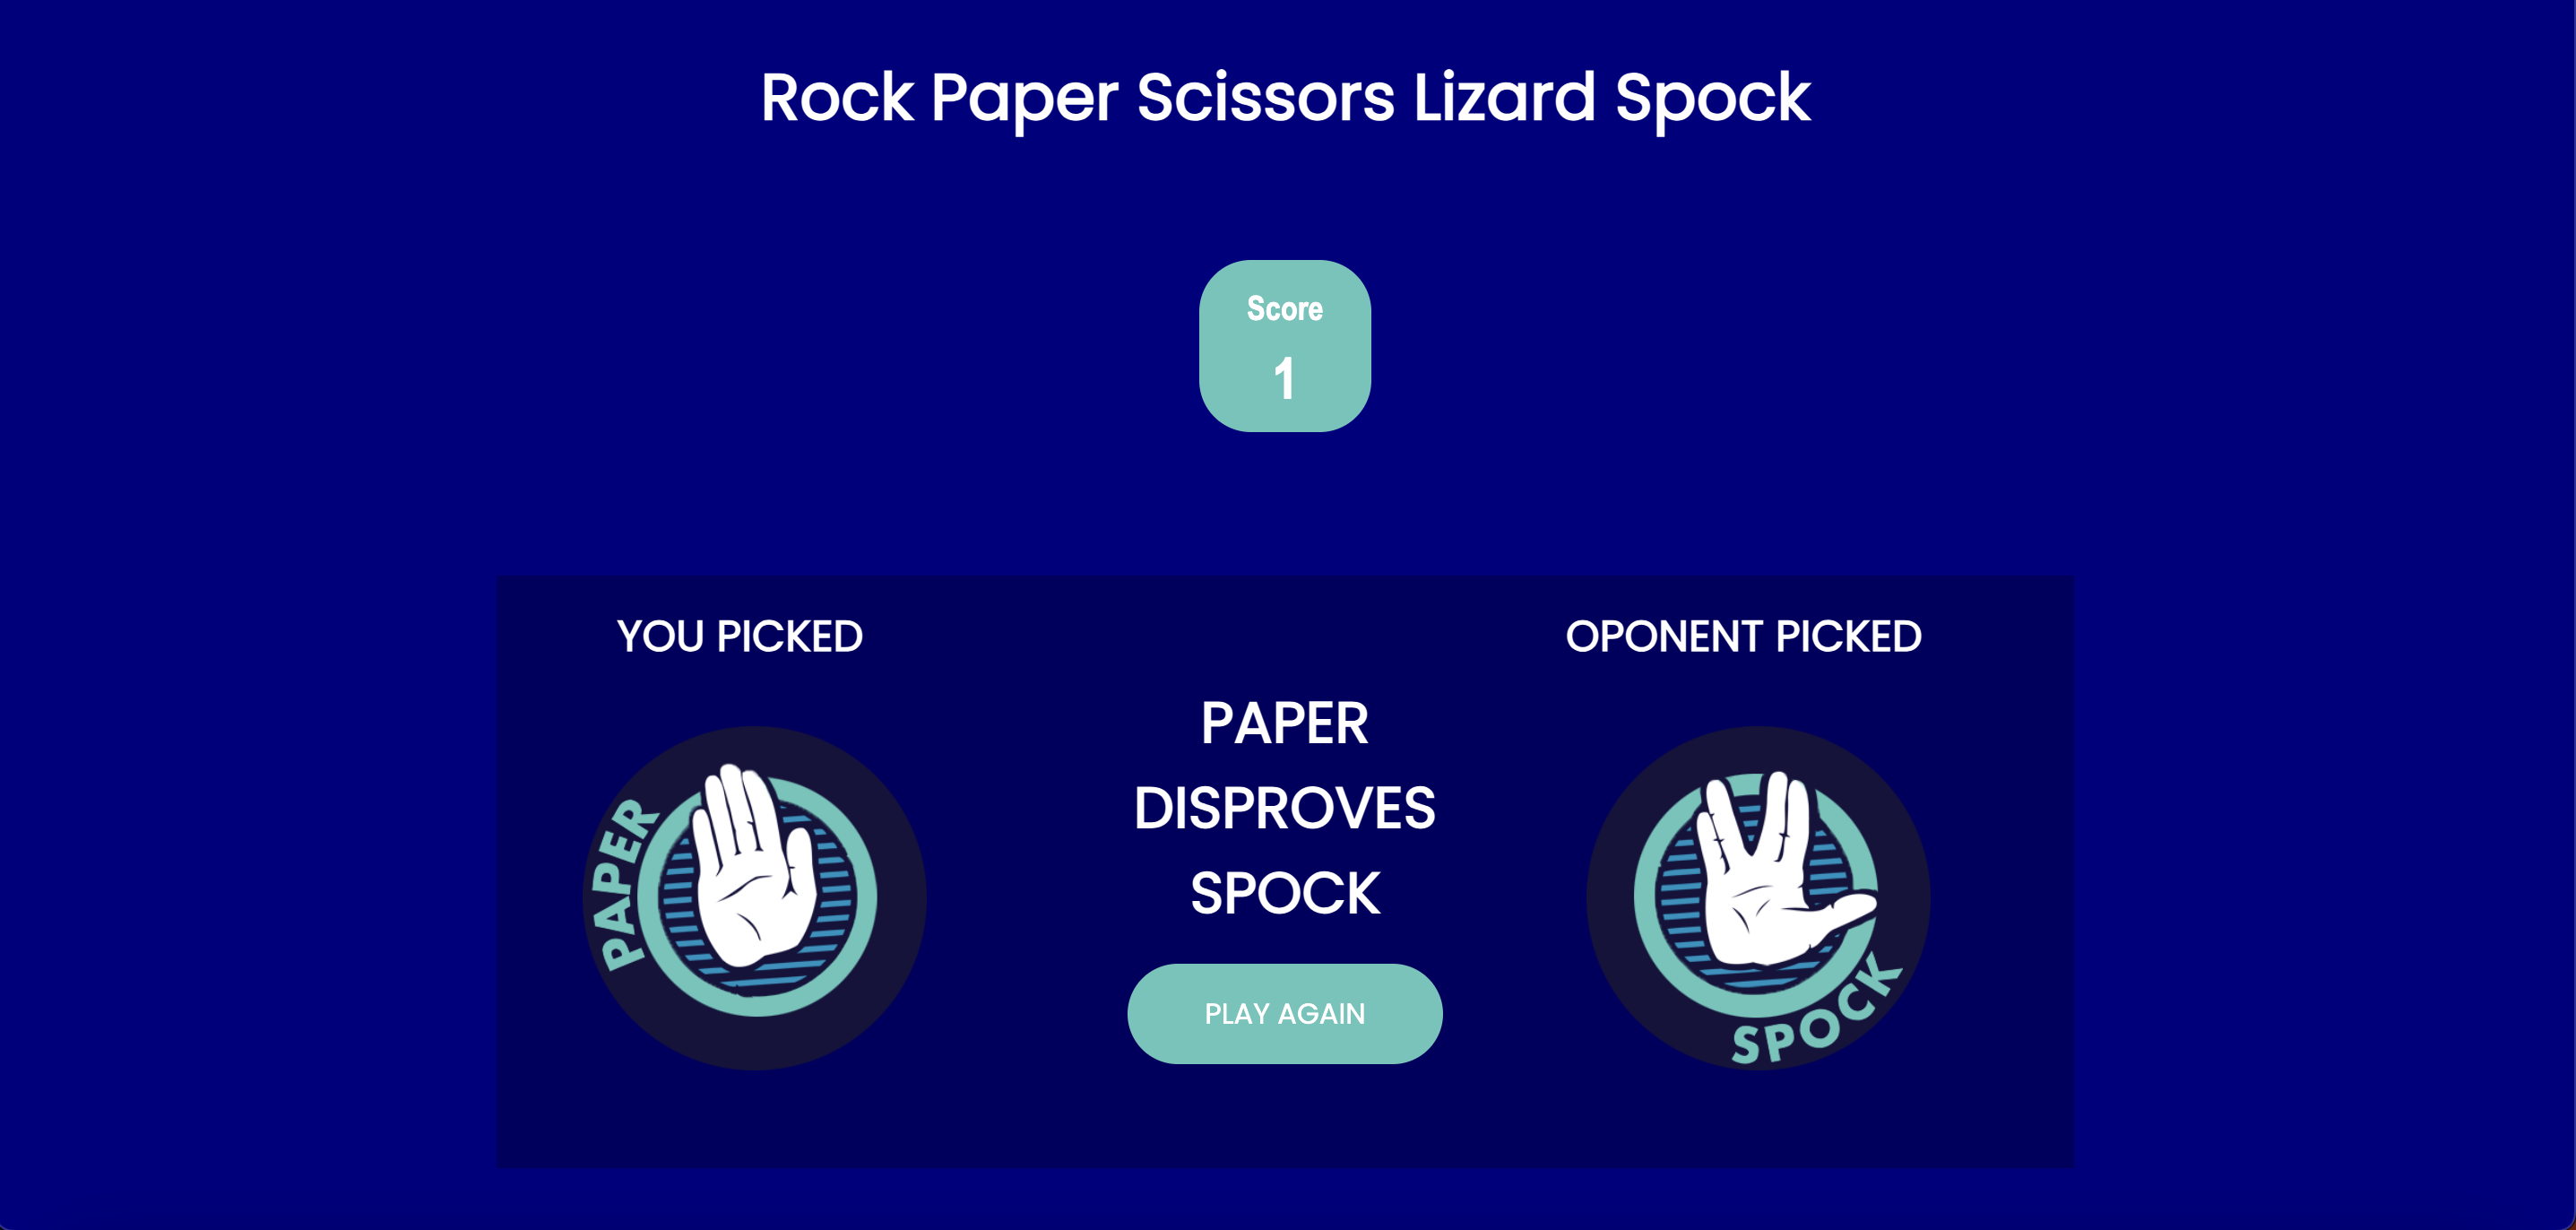 Rock Paper Scissors Lizard Spock
Score
1
YOU PICKED
OPONENT PICKED
PAPER
PAPER
DISPROVES
SPOCK
PLAY AGAIN
SPOCK